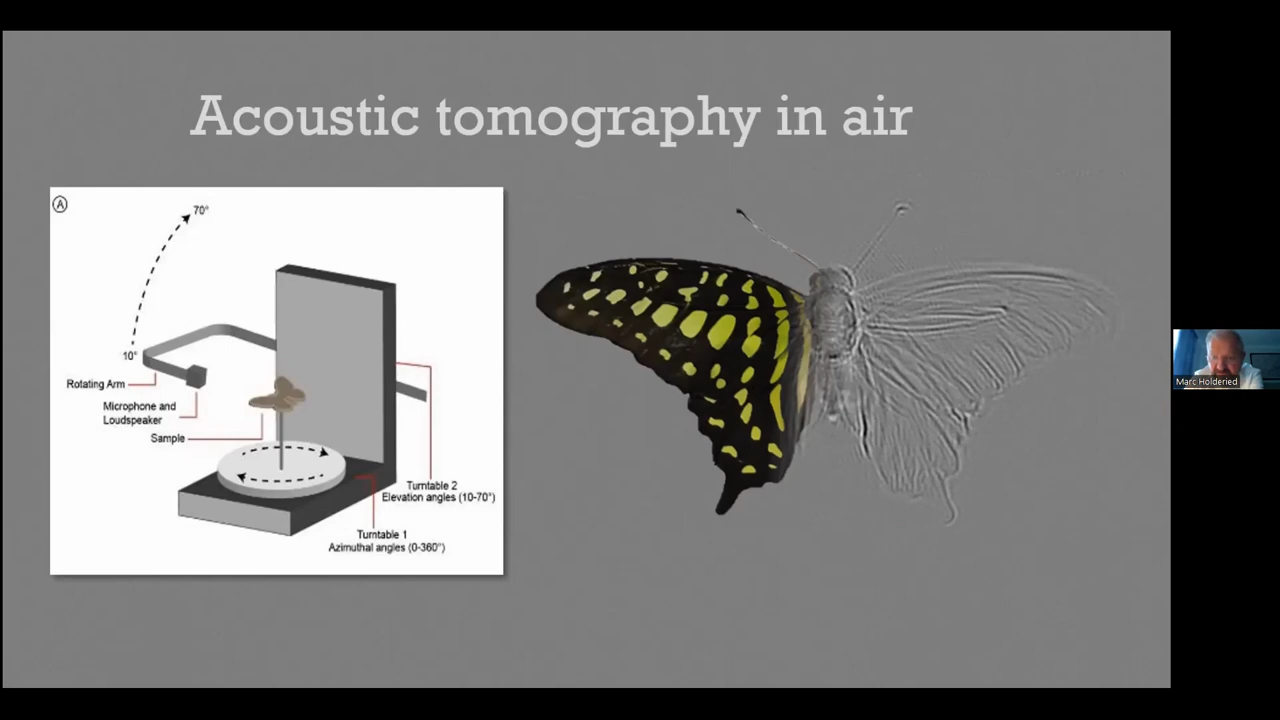 Acoustic tomography in air
A
70°
10°
Rotating Arm
Microphone and
Loudspeaker
Sample
Turntable 2
Elevation angles (10-70°)
Turntable 1
Azimuthal angles (0-360°)
Marc Holderied